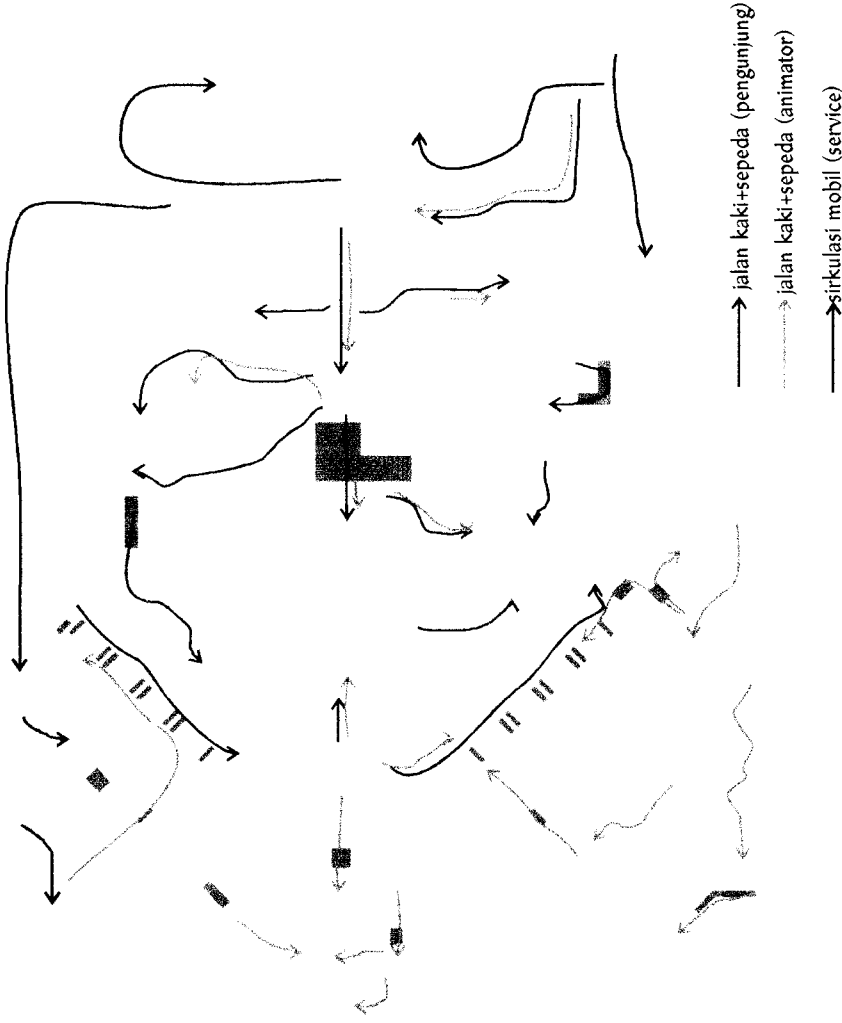 jalan kaki+sepeda (pengunjung)
jalan kaki+sepeda (animator)
sirkulasi mobil (service)